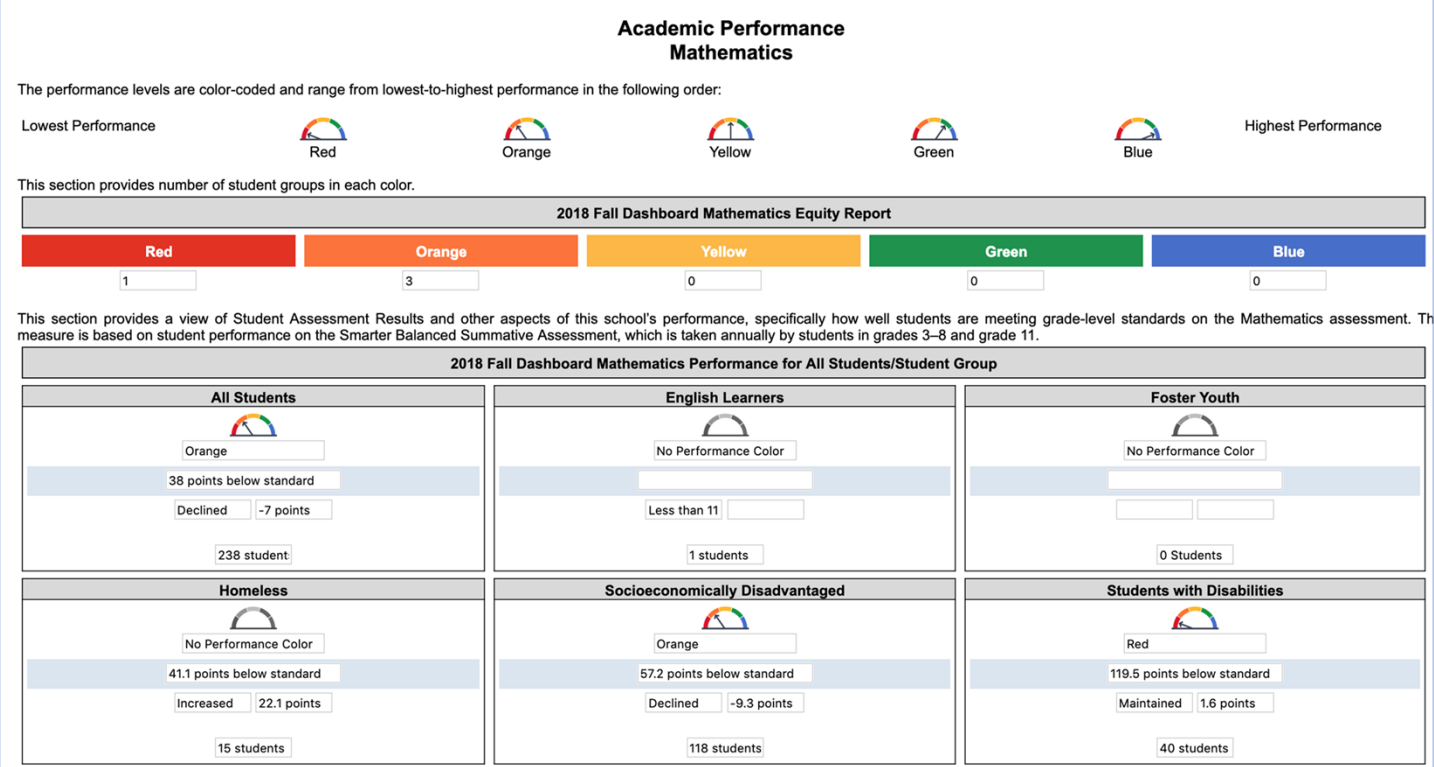 Academic Performance
Mathematics
The performance levels are color-coded and range from lowest-to-highest performance in the following order:
Lowest Performance
Red
Orange
Yellow
Green
Blue
Highest Performance
This section provides number of student groups in each color.
2018 Fall Dashboard Mathematics Equity Report
Red Orange Yellow Green Blue
1 3 0 0 0
This section provides a view of Student Assessment Results and other aspects of this school’s performance, specifically how well students are meeting grade-level standards on the Mathematics assessment. Th
measure is based on student performance on the Smarter Balanced Summative Assessment, which is taken annually by students in grades 3–8 and grade 11.
2018 Fall Dashboard Mathematics Performance for All Students/Student Group
All Students
Orange
38 points below standard
Declined -7 points
238 student
English Learners
No Performance Color
Less than 11
1 students
Foster Youth
No Performance Color
0 Students
Homeless
No Performance Color
41.1 points below standard
Increased 22.1 points
15 students
Socioeconomically Disadvantaged
Orange
57.2 points below standard
Declined -9.3 points
118 students
Students with Disabilities
Red
119.5 points below standard
Maintained 1.6 points
40 students